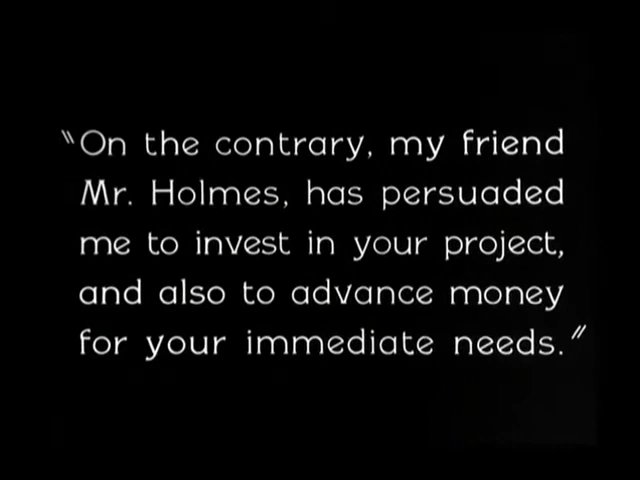 "On the contrary, my friend
Mr. Holmes, has persuaded
me to invest in your project,
and also to advance money
for your immediate needs."